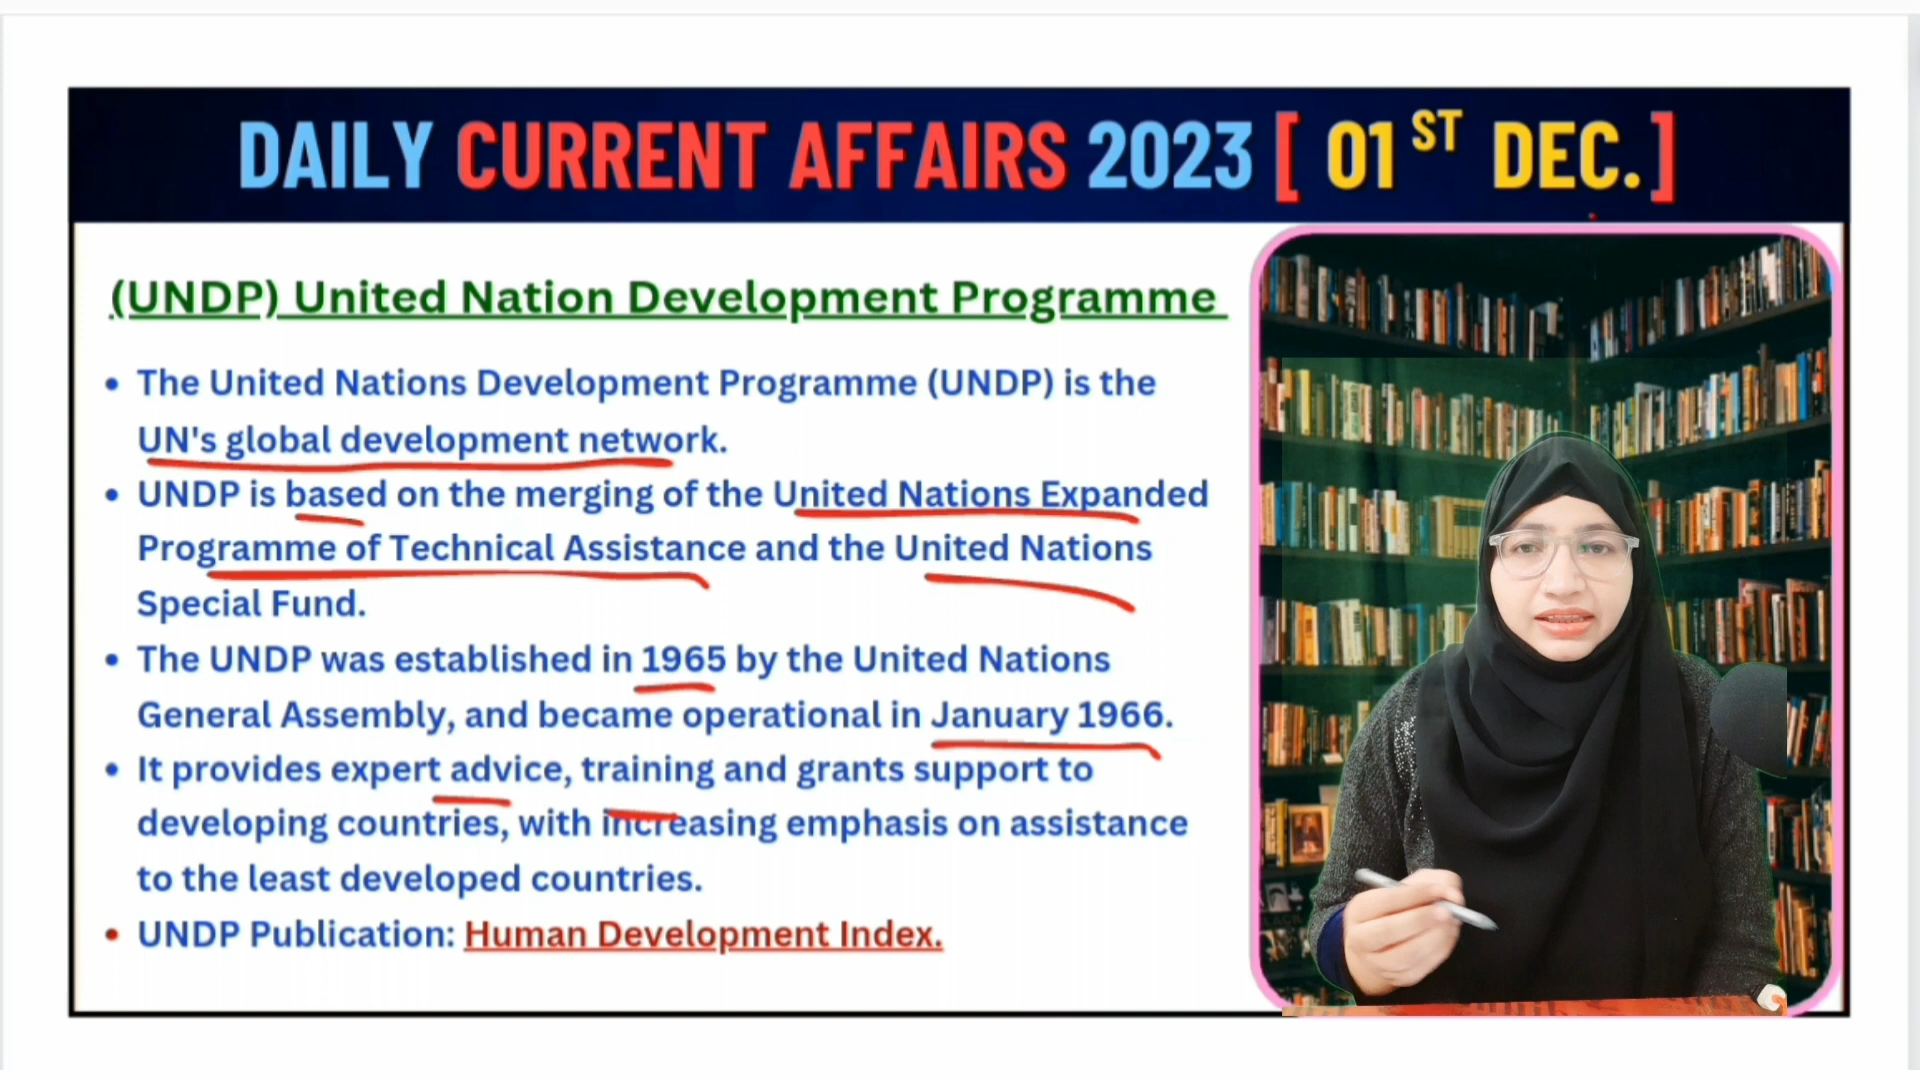 DAILY CURRENT AFFAIRS 2023 [ 01 ST DEC.]
(UNDP) United Nation Development Programme
• The United Nations Development Programme (UNDP) is the
UN's global development network.
• UNDP is based on the merging of the United Nations Expanded
Programme of Technical Assistance and the United Nations
Special Fund.
• The UNDP was established in 1965 by the United Nations
General Assembly, and became operational in January 1966.
• It provides expert advice, training and grants support to
developing countries, with increasing emphasis on assistance
to the least developed countries.
• UNDP Publication: Human Development Index.